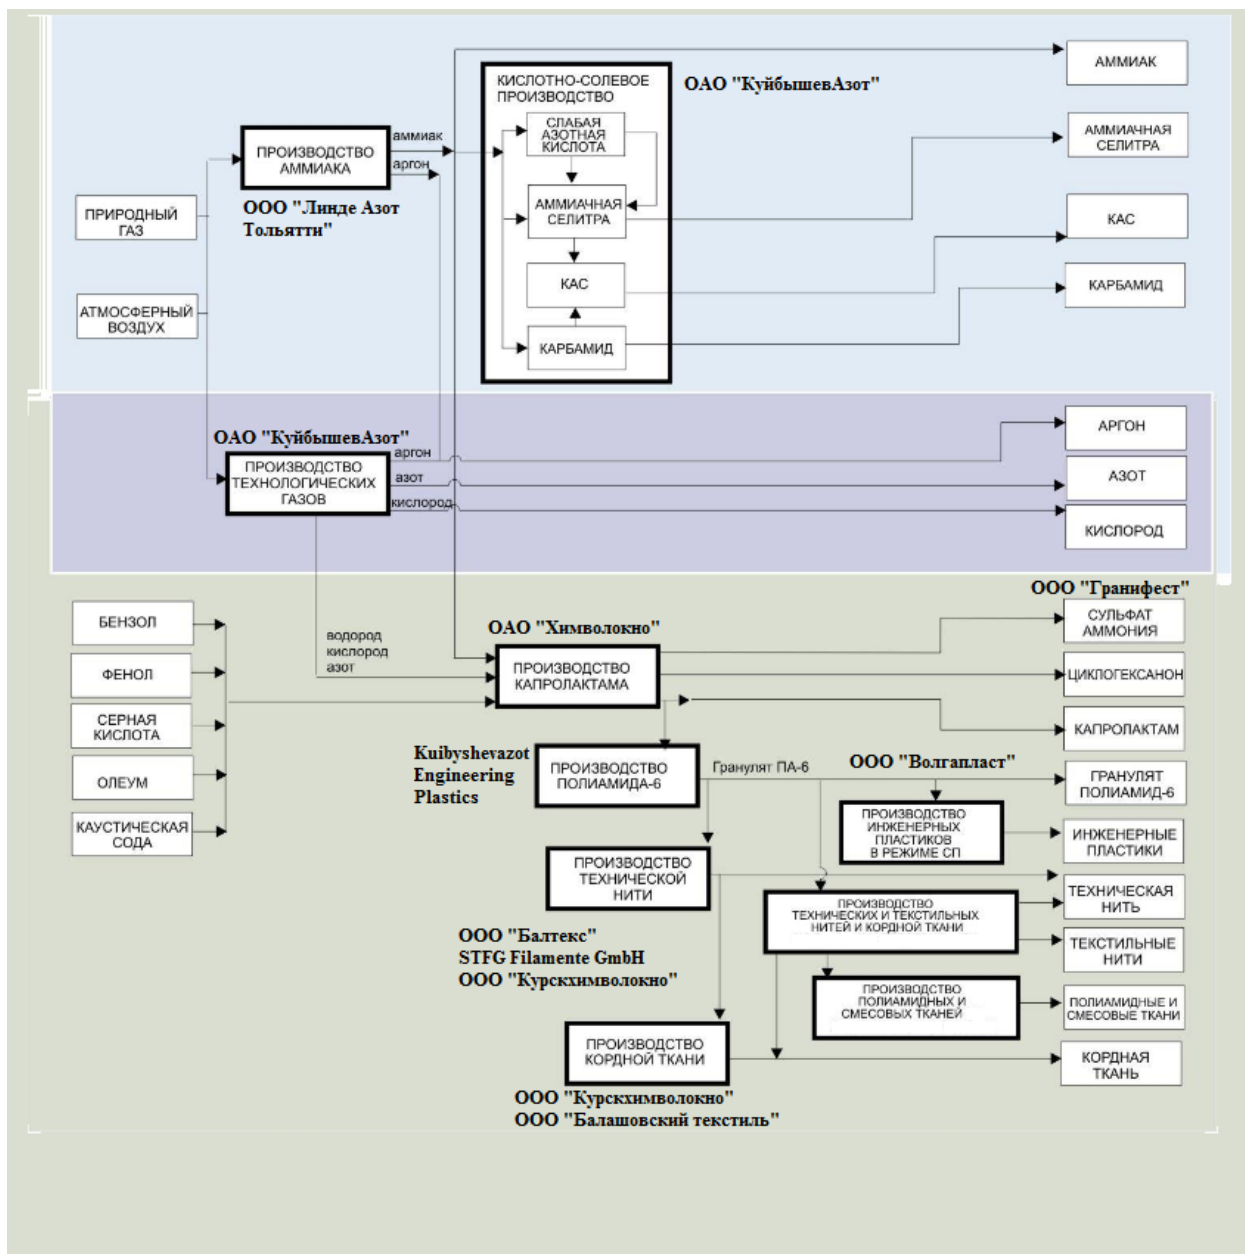 АММИАК
КИСЛОТНО-СОЛЕВОЕ
ПРОИЗВОДСТВО
ОАО "КуйбышевАзот"
СЛАБАЯ
АЗОТНАЯ
КИСЛОТА
аммиак
АММИАЧНАЯ
СЕЛИТРА
ПРОИЗВОДСТВО
АММИАКА
аргон
ООО "Линде Азот
Тольятти"
ПРИРОДНЫЙ
ГАЗ
АММИАЧНАЯ
СЕЛИТРА
КАС
КАС
КАРБАМИД
АТМОСФЕРНЫЙ
ВОЗДУХ
КАРБАМИД
ОАО "КуйбышевАзот"
аргон
АРГОН
ПРОИЗВОДСТВО
ТЕХНОЛОГИЧЕСКИХ
ГАЗОВ
азот
АЗОТ
кислород
КИСЛОРОД
ООО "Гранифест"
БЕНЗОЛ
водород
кислород
азот
ОАО "Химволокно"
СУЛЬФАТ
АММОНИЯ
ФЕНОЛ
ПРОИЗВОДСТВО
КАПРОЛАКТАМА
ЦИКЛОГЕКСАНОН
СЕРНАЯ
КИСЛОТА
КАПРОЛАКТАМ
Kuibyshevazot
Engineering
Plastics
ПРОИЗВОДСТВО
ПОЛИАМИДА-6
Гранулят ПА-6
ООО "Волгапласт"
ГРАНУЛЯТ
ПОЛИАМИД-6
ОЛЕУМ
КАУСТИЧЕСКАЯ
СОДА
ПРОИЗВОДСТВО
ИНЖЕНЕРНЫХ
ПЛАСТИКОВ
В РЕЖИМЕ СП
ИНЖЕНЕРНЫЕ
ПЛАСТИКИ
ПРОИЗВОДСТВО
ТЕХНИЧЕСКОЙ
НИТИ
ТЕХНИЧЕСКАЯ
НИТЬ
ПРОИЗВОДСТВО
ТЕХНИЧЕСКИХ И ТЕКСТИЛЬНЫХ
НИТЕЙ И КОРДНОЙ ТКАНИ
ООО "Балтекс"
STFG Filamente GmbH
ООО "Курскхимволокно"
ТЕКСТИЛЬНЫЕ
НИТИ
ПРОИЗВОДСТВО
ПОЛИАМИДНЫХ И
СМЕСОВЫХ ТКАНЕЙ
ПОЛИАМИДНЫЕ И
СМЕСОВЫЕ ТКАНИ
ПРОИЗВОДСТВО
КОРДНОЙ ТКАНИ
КОРДНАЯ
ТКАНЬ
ООО "Курскхимволокно"
ООО "Балашовский текстиль"